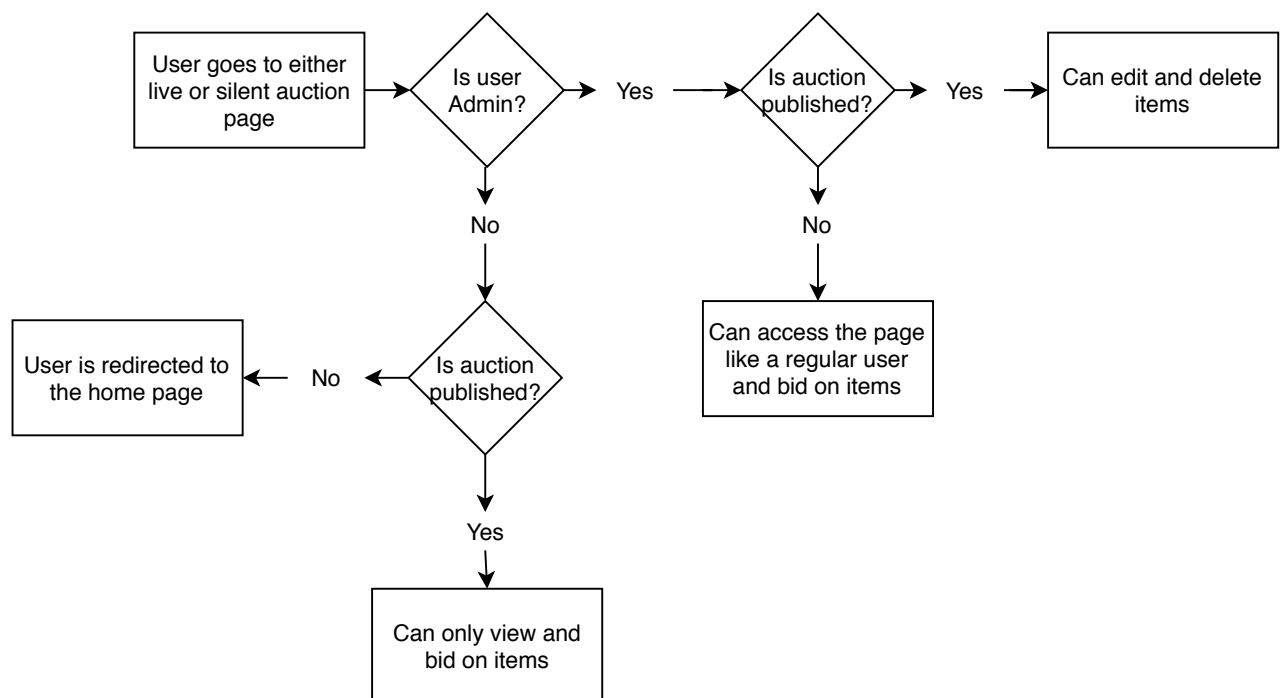 User goes to either
live or silent auction
page
Is user
Admin?
Yes
Is auction
published?
Yes
Can edit and delete
items
No
No
Can access the page
like a regular user
and bid on items
User is redirected to
the home page
No
Is auction
published?
Yes
Can only view and
bid on items